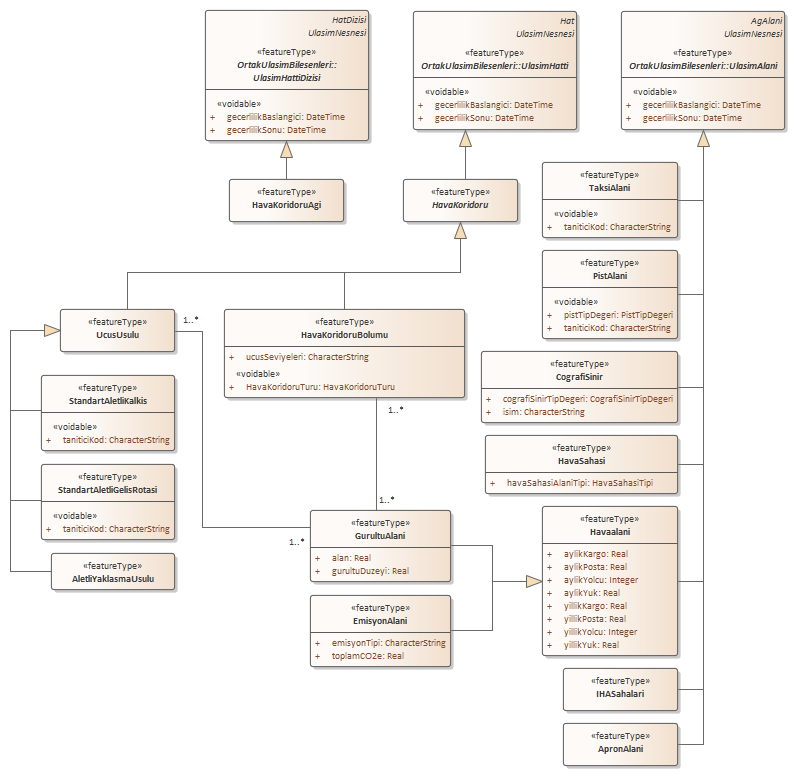 HatDizisi
UlasimNesnesi
«featureType»
OrtakUlasimBilesenleri::
UlasimHattiDizisi
«voidable»
+ gecerlilikBaslangici: DateTime
+ gecerlilikSonu: DateTime
Hat
UlasimNesnesi
«featureType»
OrtakUlasimBilesenleri::UlasimHatti
«voidable»
+ gecerlilikBaslangici: DateTime
+ gecerlilikSonu: DateTime
AgAlani
UlasimNesnesi
«featureType»
OrtakUlasimBilesenleri::UlasimAlani
«voidable»
+ gecerlilikBaslangici: DateTime
+ gecerlilikSonu: DateTime
«featureType»
HavaKoridoruAgi
«featureType»
HavaKoridoru
«featureType»
TaksiAlani
«voidable»
+ taniticiKod: CharacterString
«featureType»
PistAlani
«voidable»
+ pistTipDegeri: PistTipDegeri
+ taniticiKod: CharacterString
«featureType»
UcusUsulu
1..*
«featureType»
HavaKoridoruBolumu
+ ucusSeviyeleri: CharacterString
«voidable»
+ HavaKoridoruTuru: HavaKoridoruTuru
1..*
«featureType»
CografiSinir
+ cografiSinirTipDegeri: CografiSinirTipDegeri
+ isim: CharacterString
«featureType»
StandartAletliKalkis
«voidable»
+ taniticiKod: CharacterString
«featureType»
HavaSahasi
+ havaSahasiAlaniTipi: HavaSahasiTipi
«featureType»
StandartAletliGelisRotasi
«voidable»
+ taniticiKod: CharacterString
1..*
1..*
«featureType»
GurultuAlani
+ alan: Real
+ gurultuDuzeyi: Real
«featureType»
Havaalani
+ aylikKargo: Real
+ aylikPosta: Real
+ aylikYolcu: Integer
+ aylikYuk: Real
+ yillikKargo: Real
+ yillikPosta: Real
+ yillikYolcu: Integer
+ yillikYuk: Real
«featureType»
AletliYaklasmaUsulu
«featureType»
EmisyonAlani
+ emisyonTipi: CharacterString
+ toplamCO2e: Real
«featureType»
IHASahalari
«featureType»
ApronAlani